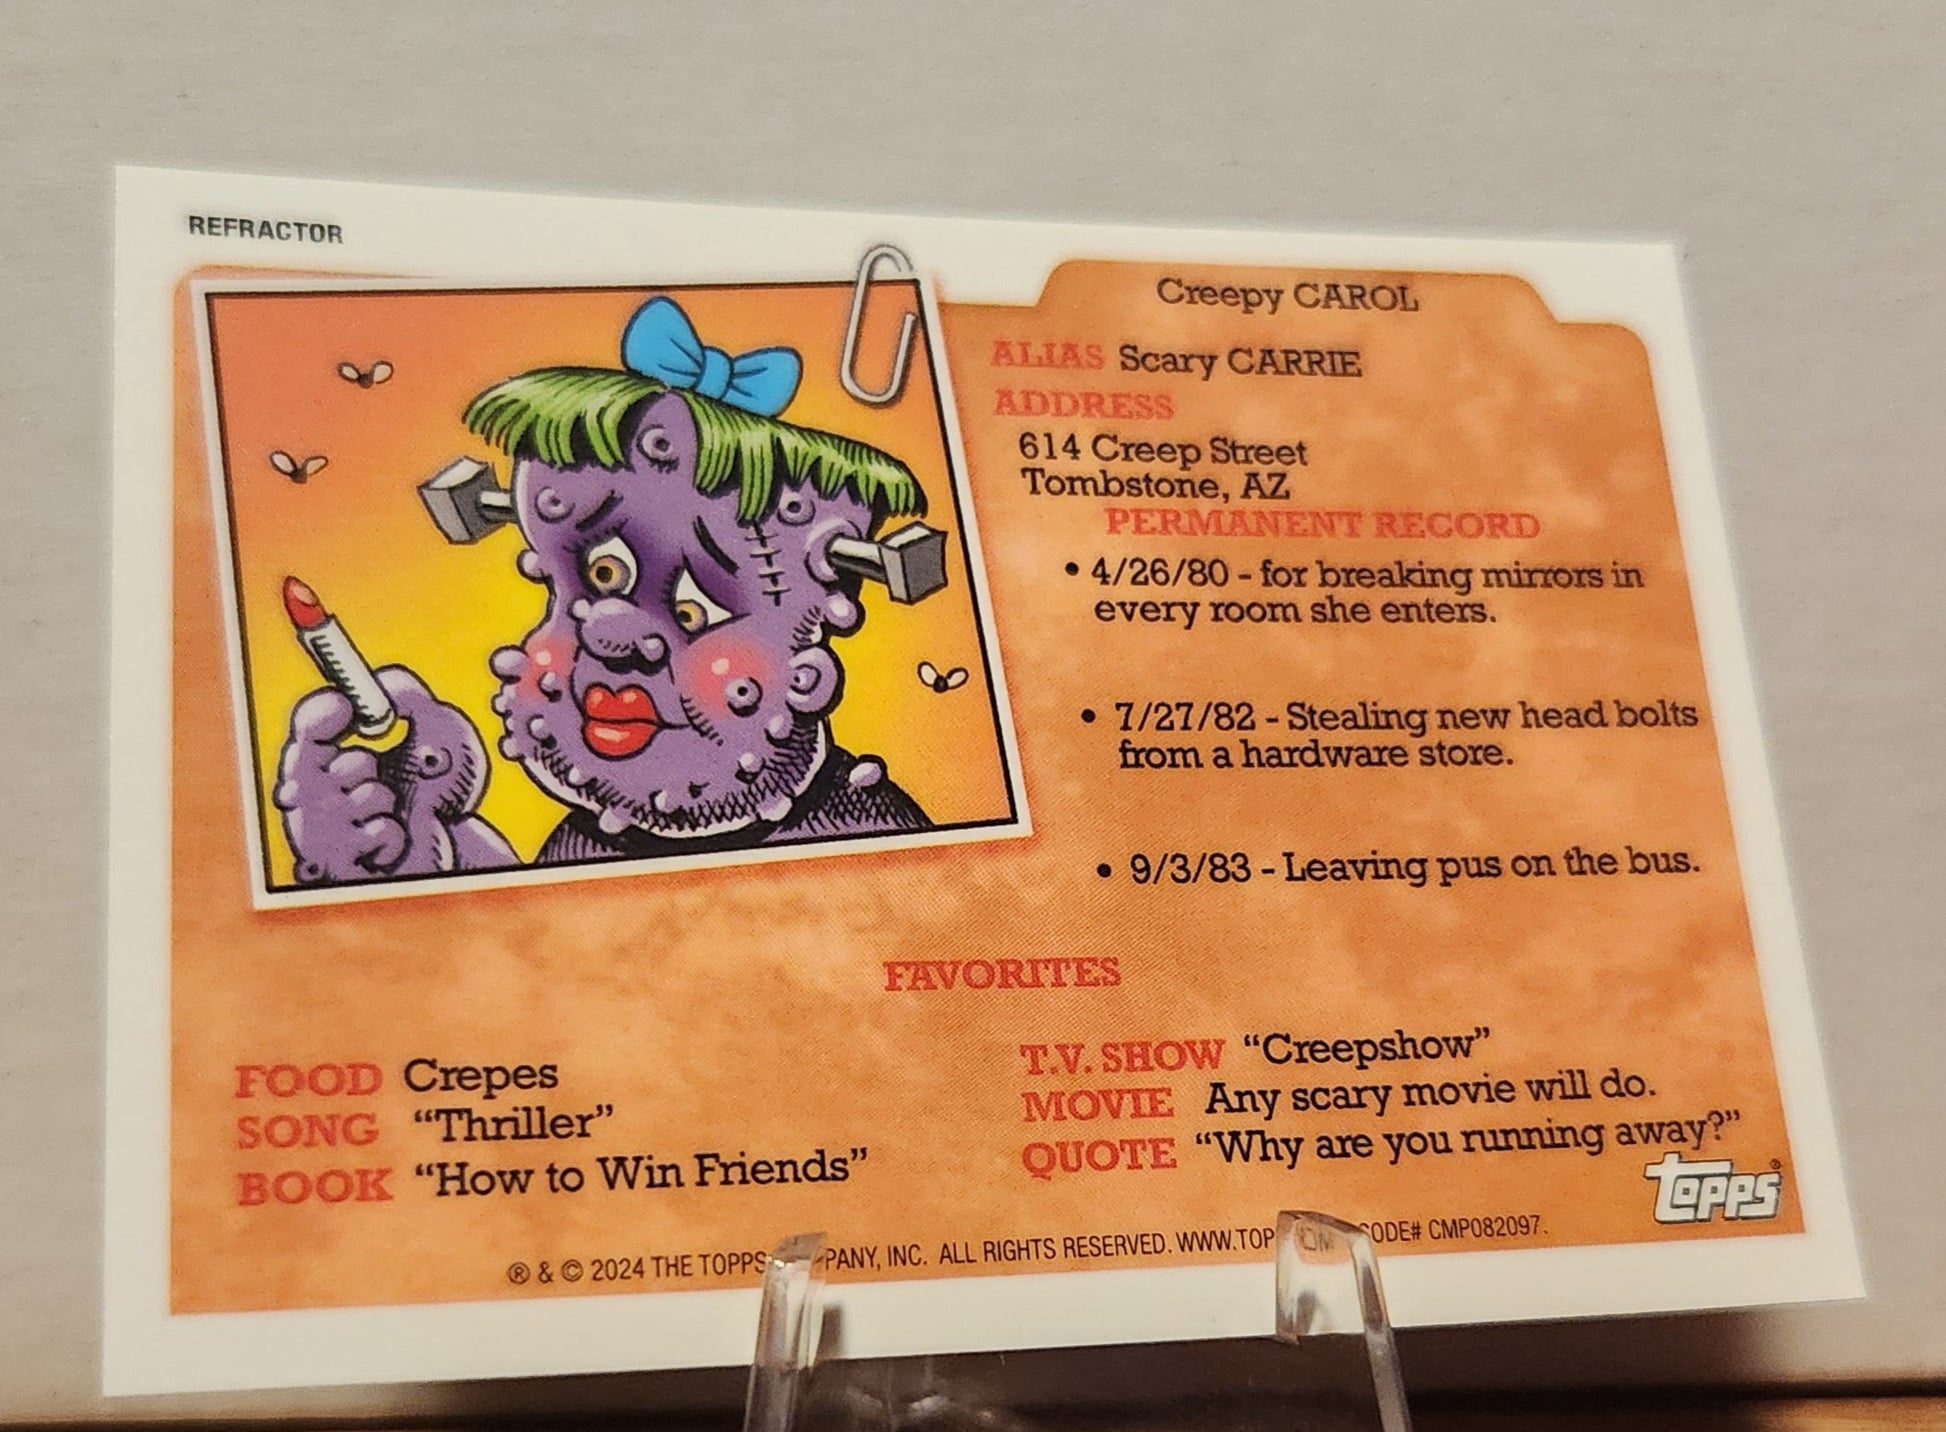 REFRACTOR
Creepy CAROL
ALIAS Scary CARRIE
ADDRESS
614 Creep Street
Tombstone, AZ
PERMANENT RECORD
• 4/26/80 - for breaking mirrors in
every room she enters.
• 7/27/82 - Stealing new head bolts
from a hardware store.
• 9/3/83 - Leaving pus on the bus.
FAVORITES
FOOD Crepes
SONG “Thriller”
BOOK “How to Win Friends”
T.V. SHOW “Creepshow”
MOVIE Any scary movie will do.
QUOTE “Why are you running away?”
TOPPS®
® & © 2024 THE TOPPS PANY, INC. ALL RIGHTS RESERVED. WWW.TOP OM ODE# CMP082097.